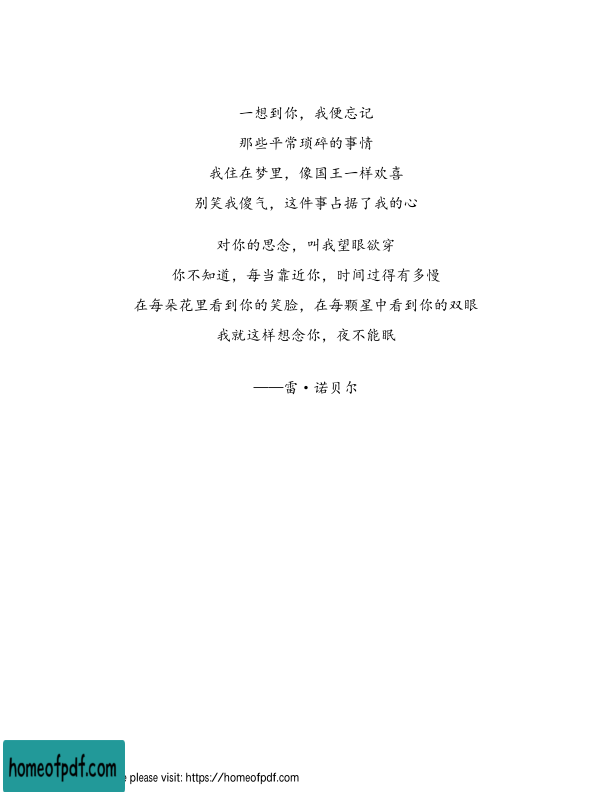 一想到你，我便忘记
那些平常琐碎的事情
我住在梦里，像国王一样欢喜
别笑我傻气，这件事占据了我的心
对你的思念，叫我望眼欲穿
你不知道，每当靠近你，时间过得有多慢
在每朵花里看到你的笑脸，在每颗星中看到你的双眼
我就这样想念你，夜不能眠
——雷·诺贝尔
homeofpdf.com
please visit: https://homeofpdf.com